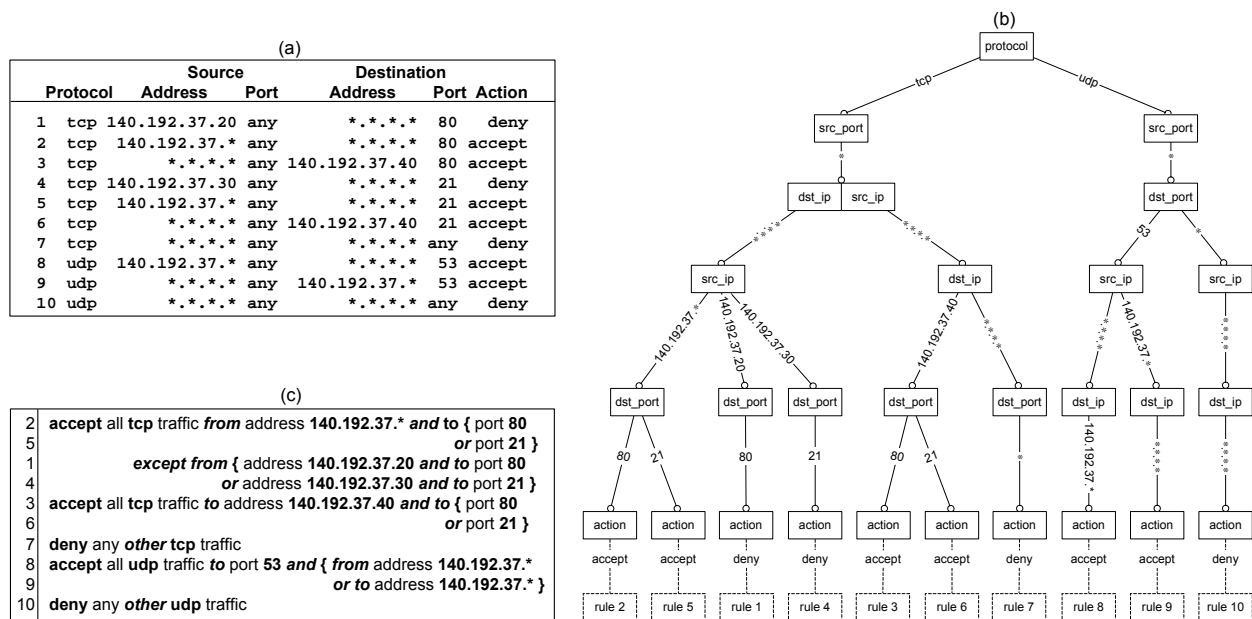 (a)
Source Destination
Protocol Address Port Address Port Action
1 tcp 140.192.37.20 any *.*.*.* 80 deny
2 tcp 140.192.37.* any *.*.*.* 80 accept
3 tcp *.*.*.* any 140.192.37.40 80 accept
4 tcp 140.192.37.30 any *.*.*.* 21 deny
5 tcp 140.192.37.* any *.*.*.* 21 accept
6 tcp *.*.*.* any 140.192.37.40 21 accept
7 tcp *.*.*.* any *.*.*.* any deny
8 udp 140.192.37.* any *.*.*.* 53 accept
9 udp *.*.*.* any 140.192.37.* 53 accept
10 udp *.*.*.* any *.*.*.* any deny
(c)
2 accept all tcp traffic from address 140.192.37.* and to { port 80
5 or port 21 }
1 except from { address 140.192.37.20 and to port 80
4 or address 140.192.37.30 and to port 21 }
3 accept all tcp traffic to address 140.192.37.40 and to { port 80
6 or port 21 }
7 deny any other tcp traffic
8 accept all udp traffic to port 53 and { from address 140.192.37.*
9 or to address 140.192.37.* }
10 deny any other udp traffic
(b)
protocol
tcp udp
src_port src_port
* *
dst_ip src_ip dst_port
*.*.*.* *.*.*.* 53 *
src_ip dst_ip src_ip src_ip
140.192.37.* 140.192.37.20 140.192.37.30 140.192.37.40 *.*.*.* *.*.*.* 140.192.37.* *.*.*.*
dst_port dst_port dst_port dst_port dst_port dst_ip dst_ip dst_ip
80 21 80 21 80 21 * 140.192.37.* *.*.*.* *.*.*.*
action action action action action action action action action action
accept accept deny deny accept accept deny accept accept deny
rule 2 rule 5 rule 1 rule 4 rule 3 rule 6 rule 7 rule 8 rule 9 rule 10